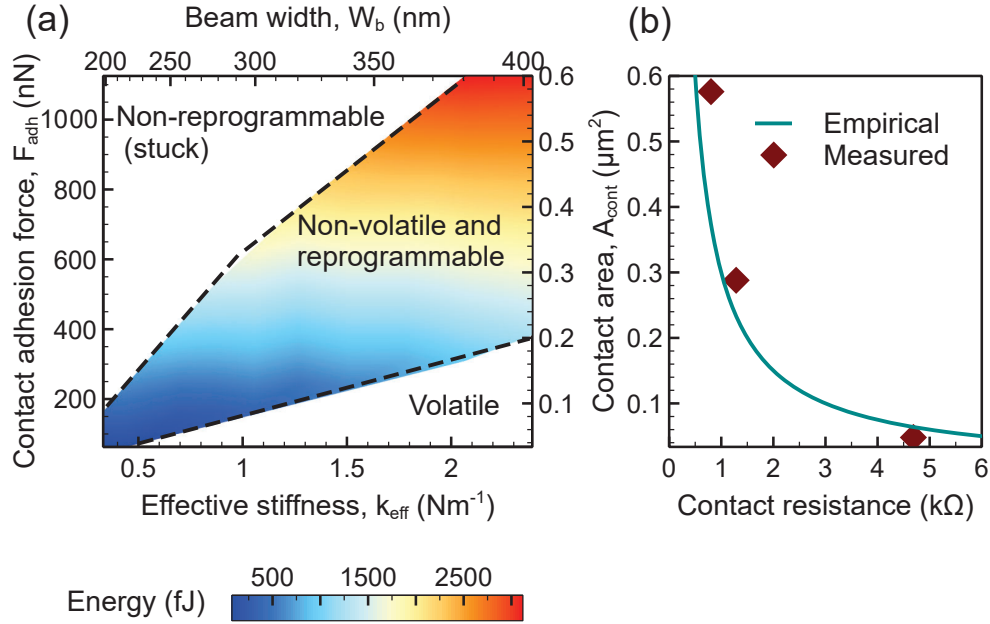 (a)
Beam width, W_b (nm)
200 250 300 350 400
Contact adhesion force, F_adh (nN)
1000
800
600
400
200
Non-reprogrammable
(stuck)
Non-volatile and
reprogrammable
Volatile
0.6
0.5
0.4
0.3
0.2
0.1
0.5 1 1.5 2
Effective stiffness, k_eff (Nm⁻¹)
Energy (fJ)
500 1500 2500
(b)
Contact area, A_cont (μm²)
0.6
0.5
0.4
0.3
0.2
0.1
Empirical
Measured
0 1 2 3 4 5 6
Contact resistance (kΩ)